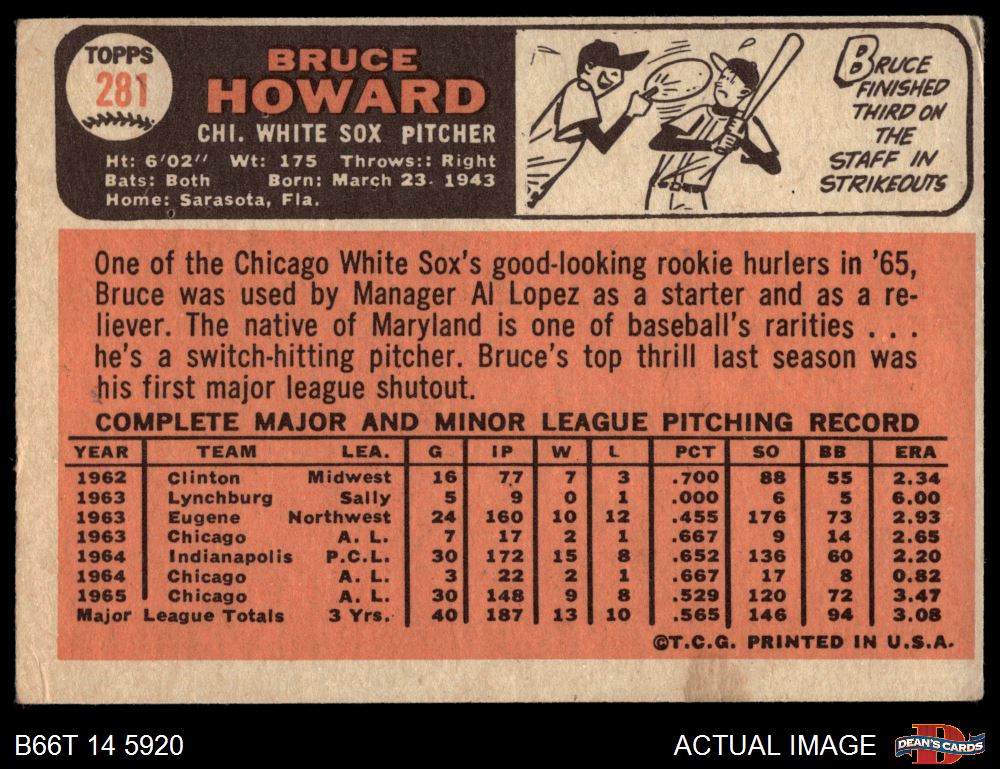 TOPPS
281
BRUCE
HOWARD
CHI. WHITE SOX PITCHER
Ht: 6'02" Wt: 175 Throws:: Right
Bats: Both Born: March 23. 1943
Home: Sarasota, Fla.
BRUCE
FINISHED
THIRD ON
THE
STAFF IN
STRIKEOUTS
One of the Chicago White Sox's good-looking rookie hurlers in '65,
Bruce was used by Manager Al Lopez as a starter and as a re-
liever. The native of Maryland is one of baseball's rarities . . .
he's a switch-hitting pitcher. Bruce's top thrill last season was
his first major league shutout.
COMPLETE MAJOR AND MINOR LEAGUE PITCHING RECORD
YEAR TEAM LEA. G IP W L PCT SO BB ERA
1962 Clinton Midwest 16 77 7 3 .700 88 55 2.34
1963 Lynchburg Sally 5 9 0 1 .000 6 5 6.00
1963 Eugene Northwest 24 160 10 12 .455 176 73 2.93
1963 Chicago A. L. 7 17 2 1 .667 9 14 2.65
1964 Indianapolis P.C.L. 30 172 15 8 .652 136 60 2.20
1964 Chicago A. L. 3 22 2 1 .667 17 8 0.82
1965 Chicago A. L. 30 148 9 8 .529 120 72 3.47
Major League Totals 3 Yrs. 40 187 13 10 .565 146 94 3.08
©T.C.G. PRINTED IN U.S.A.
B66T 14 5920
ACTUAL IMAGE
D
DEAN'S CARDS